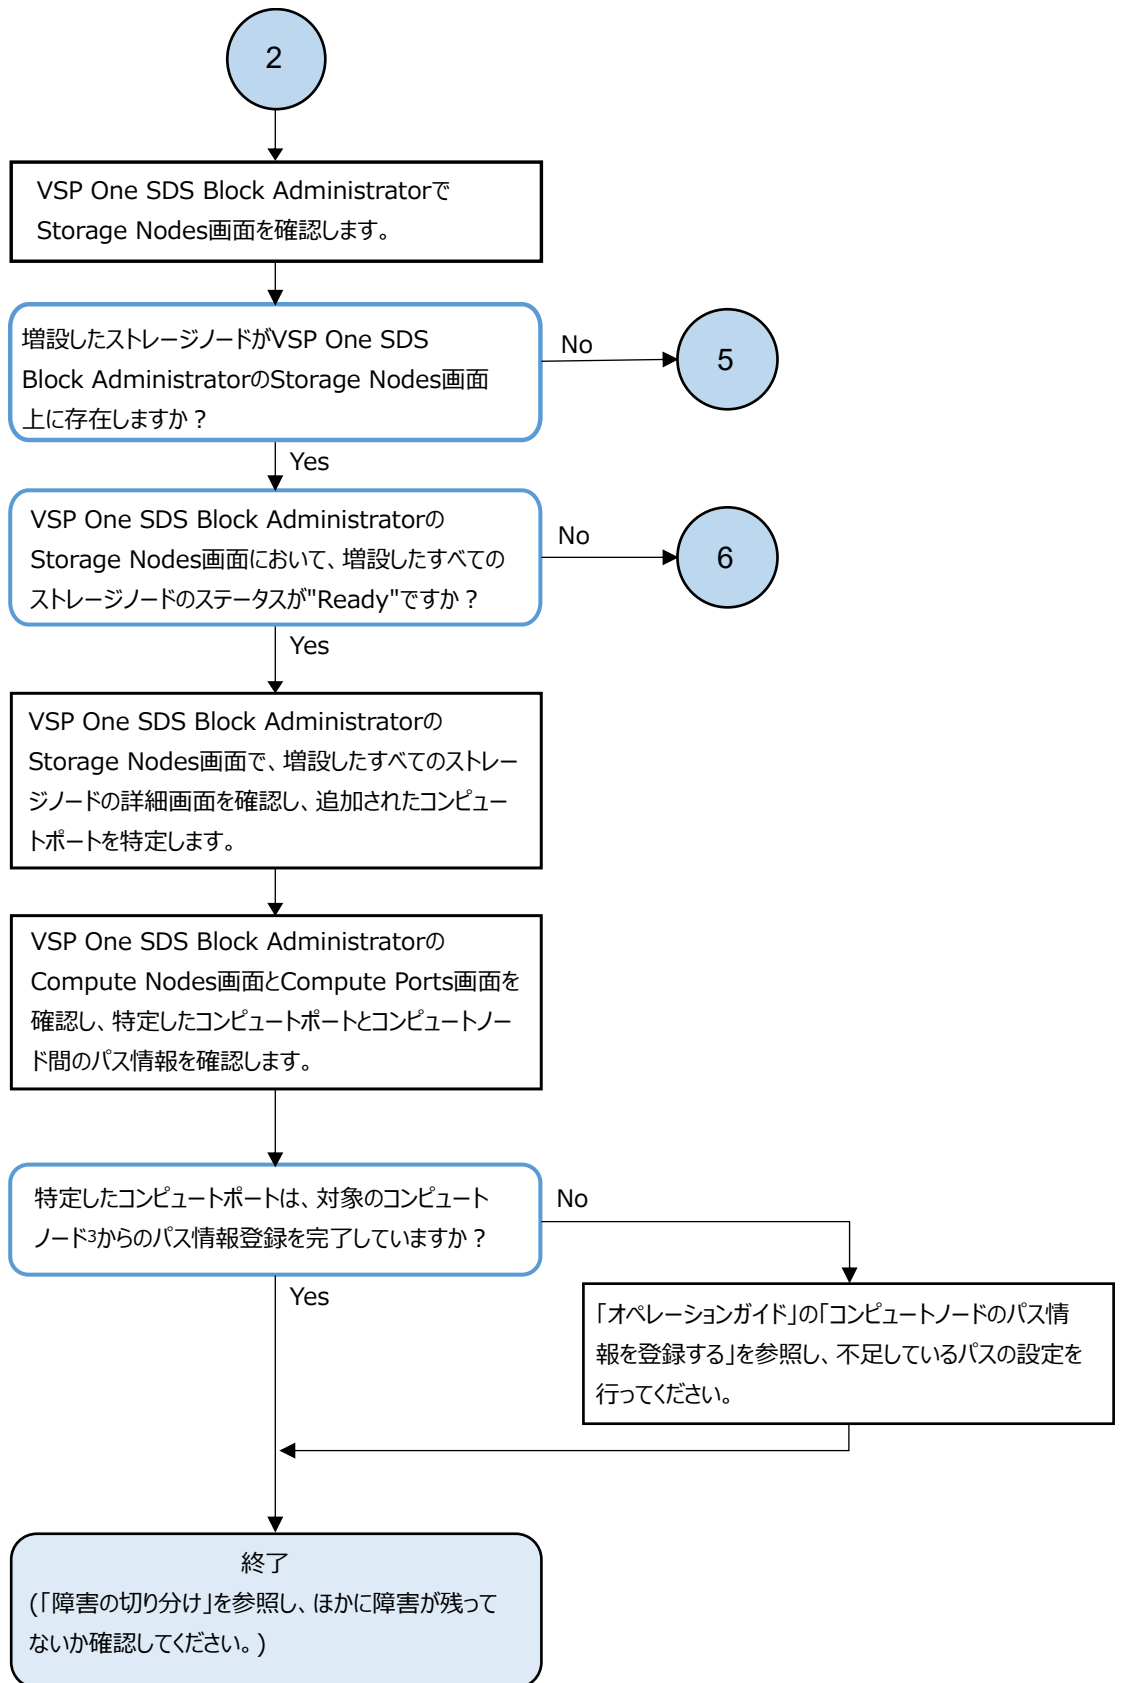 2
VSP One SDS Block Administratorで
Storage Nodes画面を確認します。
増設したストレージノードがVSP One SDS
Block AdministratorのStorage Nodes画面
上に存在しますか？
No
5
Yes
VSP One SDS Block Administratorの
Storage Nodes画面において、増設したすべての
ストレージノードのステータスが"Ready"ですか？
No
6
Yes
VSP One SDS Block Administratorの
Storage Nodes画面で、増設したすべてのストレー
ジノードの詳細画面を確認し、追加されたコンピュー
トポートを特定します。
VSP One SDS Block Administratorの
Compute Nodes画面とCompute Ports画面を
確認し、特定したコンピュートポートとコンピュートノー
ド間のパス情報を確認します。
特定したコンピュートポートは、対象のコンピュート
ノード3からのパス情報登録を完了していますか？
No
Yes
「オペレーションガイド」の「コンピュートノードのパス情
報を登録する」を参照し、不足しているパスの設定を
行ってください。
終了
(「障害の切り分け」を参照し、ほかに障害が残って
ないか確認してください。)